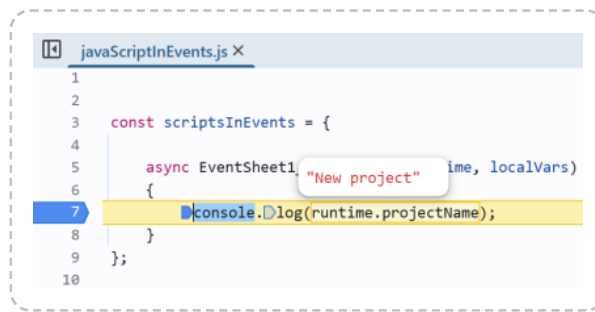 javaScriptInEvents.js ×
1
2
3 const scriptsInEvents = {
4
5 async EventSheet1_ "New project" ime, localVars)
6 {
7 console.log(runtime.projectName);
8 }
9 };
10